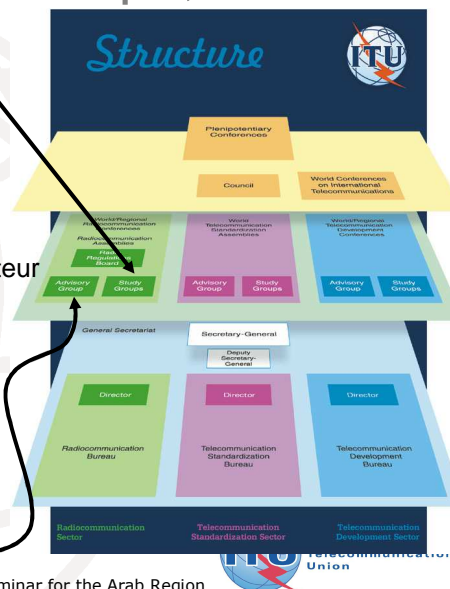 Structure
ITU
Plenipotentiary
Conferences
Council
World Conferences
on International
Telecommunications
World/Regional
Radiocommunication
Conferences
Radiocommunication
Assemblies
Radio
Regulations
Board
Advisory
Group
Study
Groups
World
Telecommunication
Standardization
Assemblies
Advisory
Group
Study
Groups
World/Regional
Telecommunication
Development
Conferences
Advisory
Group
Study
Groups
teur
General Secretariat
Secretary-General
Deputy
Secretary-
General
Director
Radiocommunication
Bureau
Director
Telecommunication
Standardization
Bureau
Director
Telecommunication
Development
Bureau
Radiocommunication
Sector
Telecommunication
Standardization Sector
Telecommunication
Development Sector
ITU
Telecommunication
Union
minar for the Arab Region